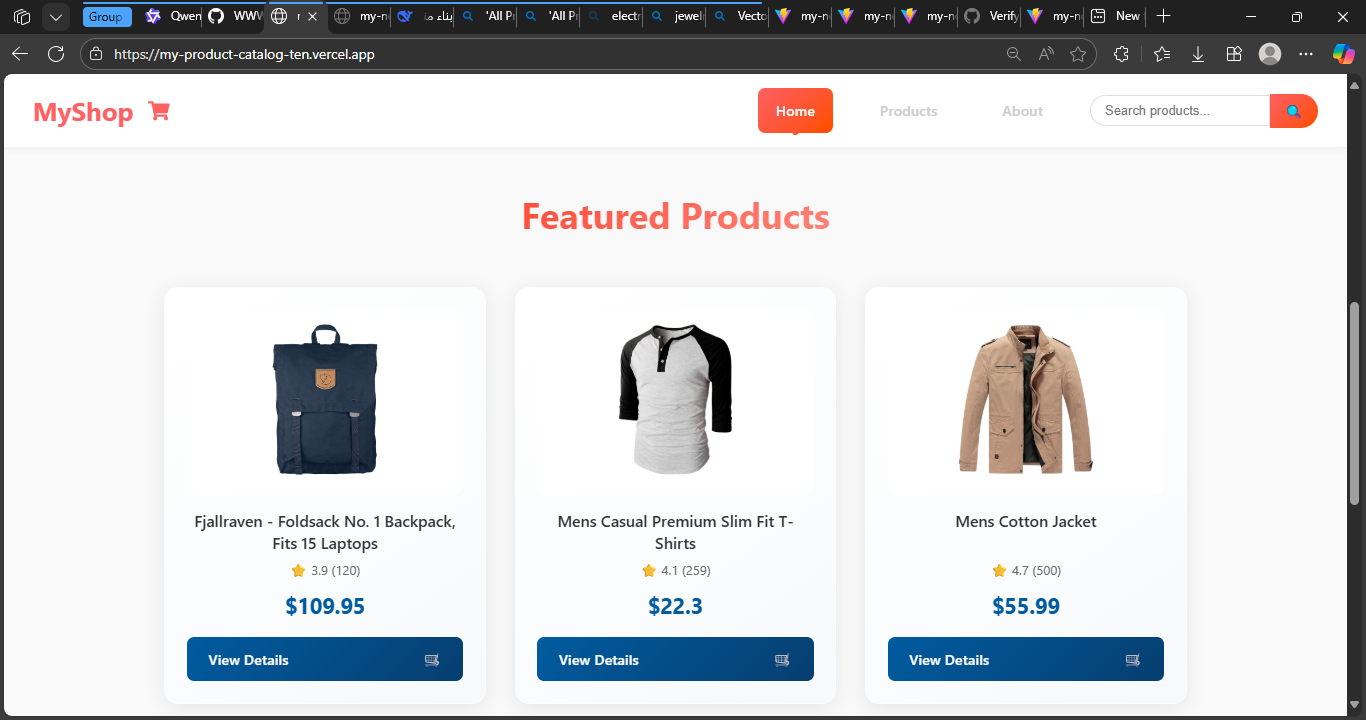 Group
Qwen
WWW
my-n
بناء من
'All Pr
'All Pr
electr
jewel
Vecto
my-n
my-n
my-n
Verify
my-n
New
https://my-product-catalog-ten.vercel.app
MyShop
Home
Products
About
Search products...
Featured Products
Fjallraven - Foldsack No. 1 Backpack,
Fits 15 Laptops
3.9 (120)
$109.95
View Details
Mens Casual Premium Slim Fit T-
Shirts
4.1 (259)
$22.3
View Details
Mens Cotton Jacket
4.7 (500)
$55.99
View Details